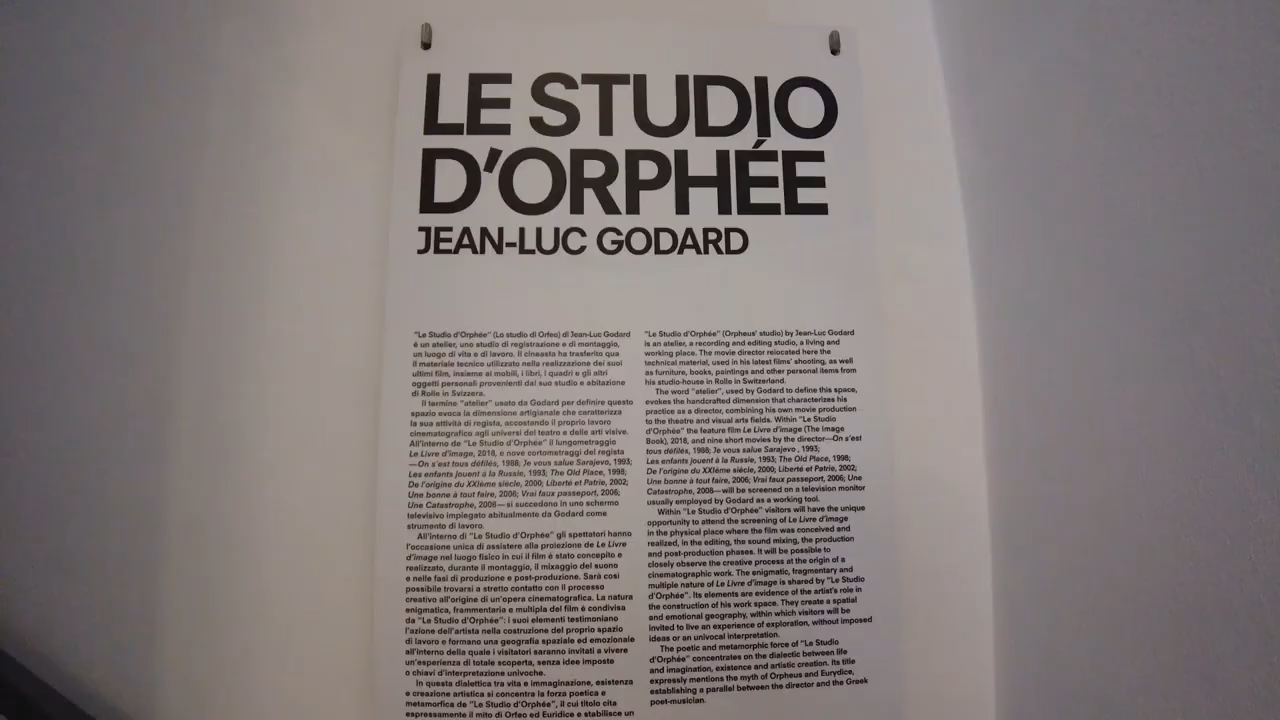 LE STUDIO
D'ORPHÉE
JEAN-LUC GODARD
"Le Studio d'Orphée" (Lo studio di Orfeo) di Jean-Luc Godard
è un atelier, uno studio di registrazione e di montaggio,
un luogo di vita e di lavoro. Il cineasta ha trasferito qua
il materiale tecnico utilizzato nella realizzazione dei suoi
ultimi film, insieme ai mobili, i libri, i quadri e gli altri
oggetti personali provenienti dal suo studio e abitazione
di Rolle in Svizzera.
Il termine "atelier" usato da Godard per definire questo
spazio evoca la dimensione artigianale che caratterizza
la sua attività di regista, accostando il proprio lavoro
cinematografico agli universi del teatro e delle arti visive.
All'interno de "Le Studio d'Orphée" il lungometraggio
Le Livre d'image, 2018, e nove cortometraggi del regista
—On s'est tous défilés, 1988; Je vous salue Sarajevo, 1993;
Les enfants jouent à la Russie, 1993; The Old Place, 1998;
De l'origine du XXIème siècle, 2000; Liberté et Patrie, 2002;
Une bonne à tout faire, 2006; Vrai faux passeport, 2006;
Une Catastrophe, 2008—si succedono in uno schermo
televisivo impiegato abitualmente da Godard come
strumento di lavoro.
All'interno di "Le Studio d'Orphée" gli spettatori hanno
l'occasione unica di assistere alla proiezione de Le Livre
d'image nel luogo fisico in cui il film è stato concepito e
realizzato, durante il montaggio, il mixaggio del suono
e nelle fasi di produzione e post-produzione. Sarà così
possibile trovarsi a stretto contatto con il processo
creativo all'origine di un'opera cinematografica. La natura
enigmatica, frammentaria e multipla del film è condivisa
da "Le Studio d'Orphée": i suoi elementi testimoniano
l'azione dell'artista nella costruzione del proprio spazio
di lavoro e formano una geografia spaziale ed emozionale
all'interno della quale i visitatori saranno invitati a vivere
un'esperienza di totale scoperta, senza idee imposte
o chiavi d'interpretazione univoche.
In questa dialettica tra vita e immaginazione, esistenza
e creazione artistica si concentra la forza poetica e
metamorfica de "Le Studio d'Orphée", il cui titolo cita
espressamente il mito di Orfeo ed Euridice e stabilisce un
"Le Studio d'Orphée" (Orpheus' studio) by Jean-Luc Godard
is an atelier, a recording and editing studio, a living and
working place. The movie director relocated here the
technical material, used in his latest films' shooting, as well
as furniture, books, paintings and other personal items from
his studio-house in Rolle in Switzerland.
The word "atelier", used by Godard to define this space,
evokes the handcrafted dimension that characterizes his
practice as a director, combining his own movie production
to the theatre and visual arts fields. Within "Le Studio
d'Orphée" the feature film Le Livre d'image (The Image
Book), 2018, and nine short movies by the director—On s'est
tous défilés, 1988; Je vous salue Sarajevo , 1993;
Les enfants jouent à la Russie, 1993; The Old Place, 1998;
De l'origine du XXIème siècle, 2000; Liberté et Patrie, 2002;
Une bonne à tout faire, 2006; Vrai faux passeport, 2006; Une
Catastrophe, 2008—will be screened on a television monitor
usually employed by Godard as a working tool.
Within "Le Studio d'Orphée" visitors will have the unique
opportunity to attend the screening of Le Livre d'image
in the physical place where the film was conceived and
realized, in the editing, the sound mixing, the production
and post-production phases. It will be possible to
closely observe the creative process at the origin of a
cinematographic work. The enigmatic, fragmentary and
multiple nature of Le Livre d'image is shared by "Le Studio
d'Orphée". Its elements are evidence of the artist's role in
the construction of his work space. They create a spatial
and emotional geography, within which visitors will be
invited to live an experience of exploration, without imposed
ideas or an univocal interpretation.
The poetic and metamorphic force of "Le Studio
d'Orphée" concentrates on the dialectic between life
and imagination, existence and artistic creation. Its title
expressly mentions the myth of Orpheus and Eurydice,
establishing a parallel between the director and the Greek
poet-musician.